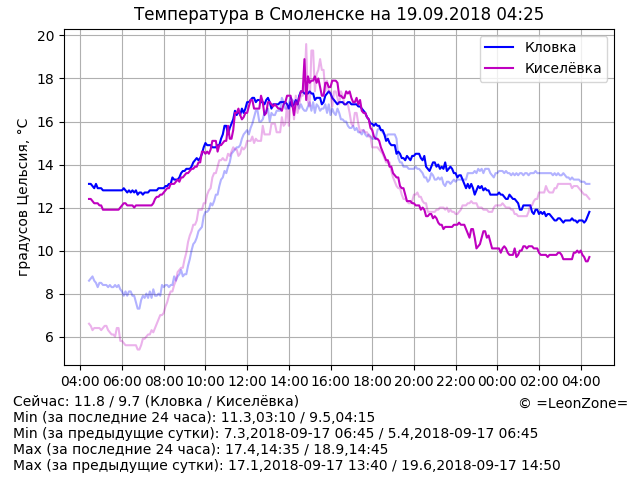 Температура в Смоленске на 19.09.2018 04:25
градусов Цельсия, °C
20
18
16
14
12
10
8
6
Кловка
Киселёвка
04:00 06:00 08:00 10:00 12:00 14:00 16:00 18:00 20:00 22:00 00:00 02:00 04:00
Сейчас: 11.8 / 9.7 (Кловка / Киселёвка)
© =LeonZone=
Min (за последние 24 часа): 11.3,03:10 / 9.5,04:15
Min (за предыдущие сутки): 7.3,2018-09-17 06:45 / 5.4,2018-09-17 06:45
Max (за последние 24 часа): 17.4,14:35 / 18.9,14:45
Max (за предыдущие сутки): 17.1,2018-09-17 13:40 / 19.6,2018-09-17 14:50